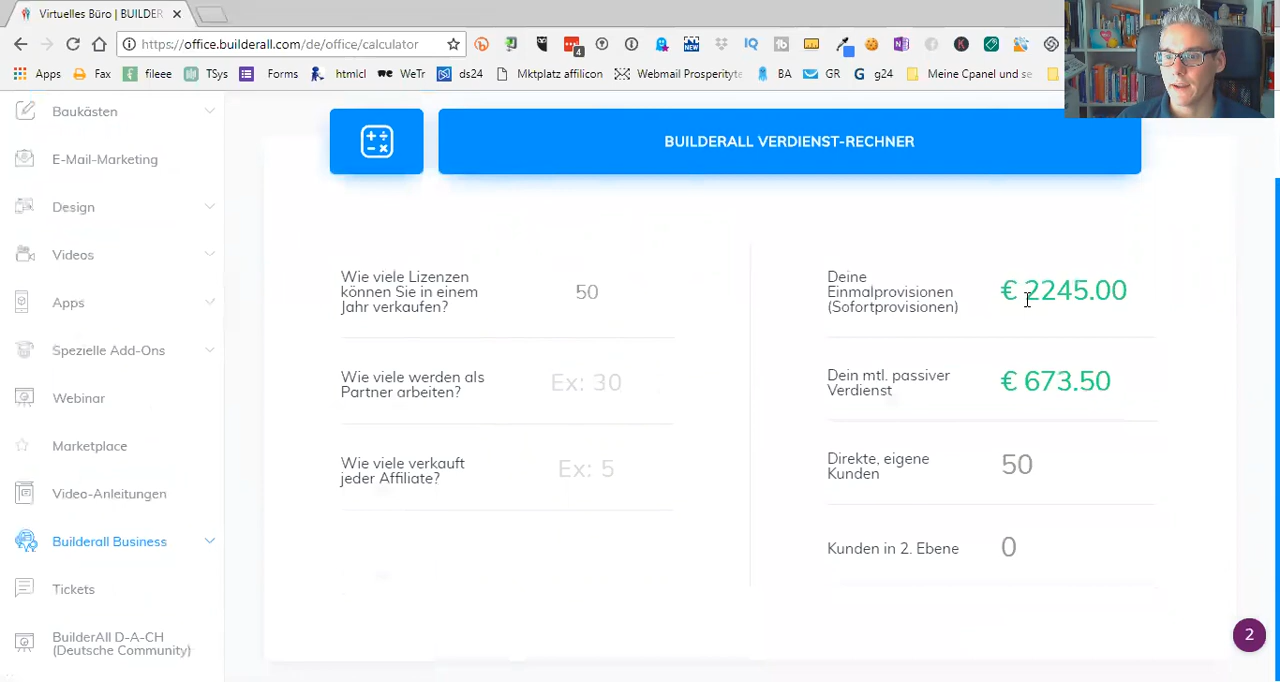 Virtuelles Büro | BUILDER
https://office.builderall.com/de/office/calculator
4
NEW
IQ
Apps
Fax
fileee
TSys
Forms
htmlcl
WeTr
ds24
Mktplatz affilicon
Webmail Prosperityte
BA
GR
g24
Meine Cpanel und se
Baukästen
E-Mail-Marketing
Design
Videos
Apps
Spezielle Add-Ons
Webinar
Marketplace
Video-Anleitungen
Builderall Business
Tickets
BuilderAll D-A-CH
(Deutsche Community)
BUILDERALL VERDIENST-RECHNER
Wie viele Lizenzen
können Sie in einem
Jahr verkaufen?
50
Wie viele werden als
Partner arbeiten?
Ex: 30
Wie viele verkauft
jeder Affiliate?
Ex: 5
Deine
Einmalprovisionen
(Sofortprovisionen)
€ 2245.00
Dein mtl. passiver
Verdienst
€ 673.50
Direkte, eigene
Kunden
50
Kunden in 2. Ebene
0
2